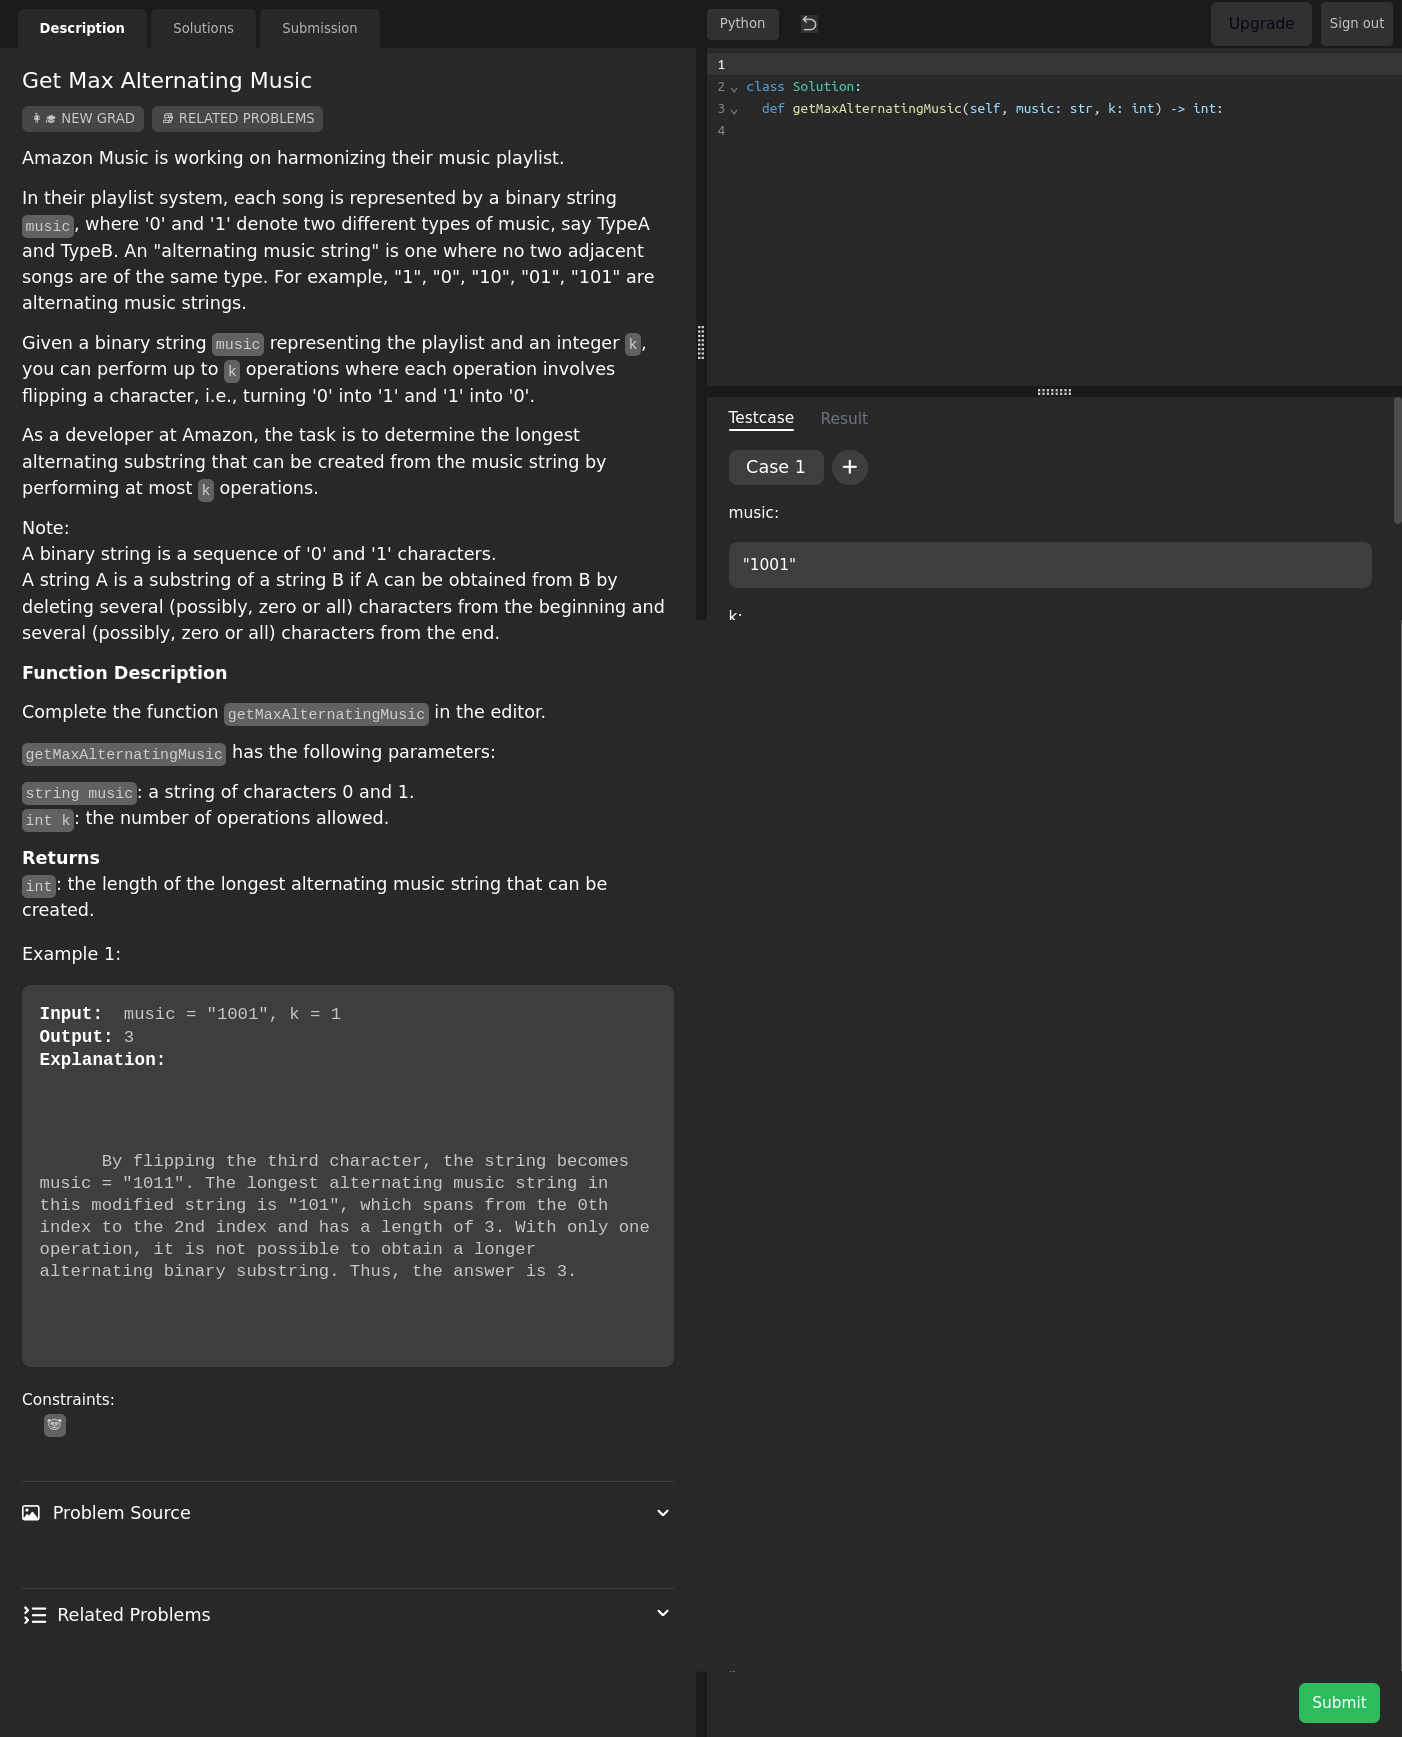 Description
Solutions
Submission
Python
Upgrade
Sign out
Get Max Alternating Music
NEW GRAD
RELATED PROBLEMS
Amazon Music is working on harmonizing their music playlist.
In their playlist system, each song is represented by a binary string
music, where '0' and '1' denote two different types of music, say TypeA
and TypeB. An "alternating music string" is one where no two adjacent
songs are of the same type. For example, "1", "0", "10", "01", "101" are
alternating music strings.
Given a binary string music representing the playlist and an integer k,
you can perform up to k operations where each operation involves
flipping a character, i.e., turning '0' into '1' and '1' into '0'.
As a developer at Amazon, the task is to determine the longest
alternating substring that can be created from the music string by
performing at most k operations.
Note:
A binary string is a sequence of '0' and '1' characters.
A string A is a substring of a string B if A can be obtained from B by
deleting several (possibly, zero or all) characters from the beginning and
several (possibly, zero or all) characters from the end.
Function Description
Complete the function getMaxAlternatingMusic in the editor.
getMaxAlternatingMusic has the following parameters:
string music: a string of characters 0 and 1.
int k: the number of operations allowed.
Returns
int: the length of the longest alternating music string that can be
created.
Example 1:
Input:  music = "1001", k = 1
Output: 3
Explanation:
By flipping the third character, the string becomes
music = "1011". The longest alternating music string in
this modified string is "101", which spans from the 0th
index to the 2nd index and has a length of 3. With only one
operation, it is not possible to obtain a longer
alternating binary substring. Thus, the answer is 3.
Constraints:
Problem Source
Related Problems
1
2 class Solution:
3   def getMaxAlternatingMusic(self, music: str, k: int) -> int:
4
Testcase
Result
Case 1
+
music:
"1001"
k:
Submit